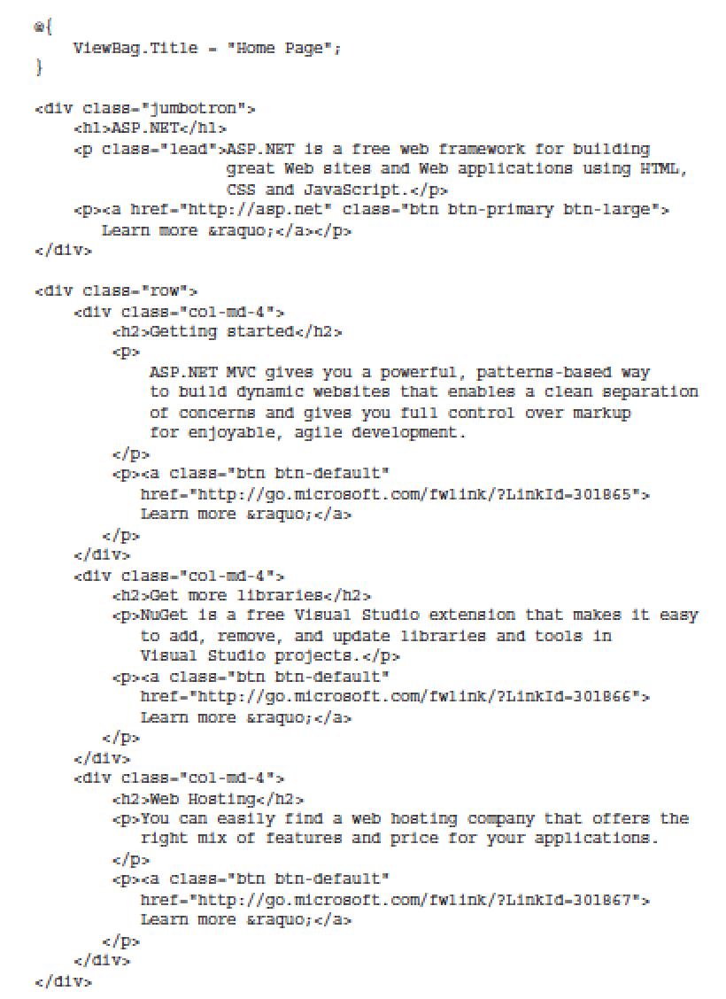 @{
    ViewBag.Title = "Home Page";
}

<div class="jumbotron">
    <h1>ASP.NET</h1>
    <p class="lead">ASP.NET is a free web framework for building
                    great Web sites and Web applications using HTML,
                    CSS and JavaScript.</p>
    <p><a href="http://asp.net" class="btn btn-primary btn-large">
       Learn more &raquo;</a></p>
</div>

<div class="row">
    <div class="col-md-4">
        <h2>Getting started</h2>
        <p>
            ASP.NET MVC gives you a powerful, patterns-based way
            to build dynamic websites that enables a clean separation
            of concerns and gives you full control over markup
            for enjoyable, agile development.
        </p>
        <p><a class="btn btn-default"
           href="http://go.microsoft.com/fwlink/?LinkId=301865">
           Learn more &raquo;</a>
       </p>
    </div>
    <div class="col-md-4">
        <h2>Get more libraries</h2>
        <p>NuGet is a free Visual Studio extension that makes it easy
           to add, remove, and update libraries and tools in
           Visual Studio projects.</p>
        <p><a class="btn btn-default"
           href="http://go.microsoft.com/fwlink/?LinkId=301866">
           Learn more &raquo;</a>
       </p>
    </div>
    <div class="col-md-4">
        <h2>Web Hosting</h2>
        <p>You can easily find a web hosting company that offers the
           right mix of features and price for your applications.
        </p>
        <p><a class="btn btn-default"
           href="http://go.microsoft.com/fwlink/?LinkId=301867">
           Learn more &raquo;</a>
       </p>
    </div>
</div>